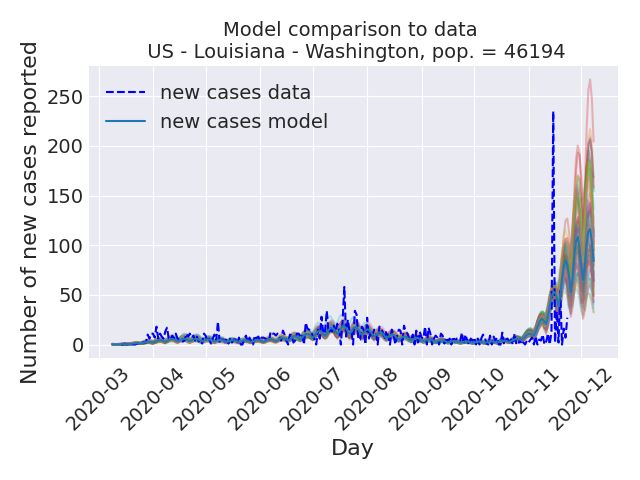 Model comparison to data
US - Louisiana - Washington, pop. = 46194
Number of new cases reported
250
200
150
100
50
0
new cases data
new cases model
2020-03
2020-04
2020-05
2020-06
2020-07
2020-08
2020-09
2020-10
2020-11
2020-12
Day